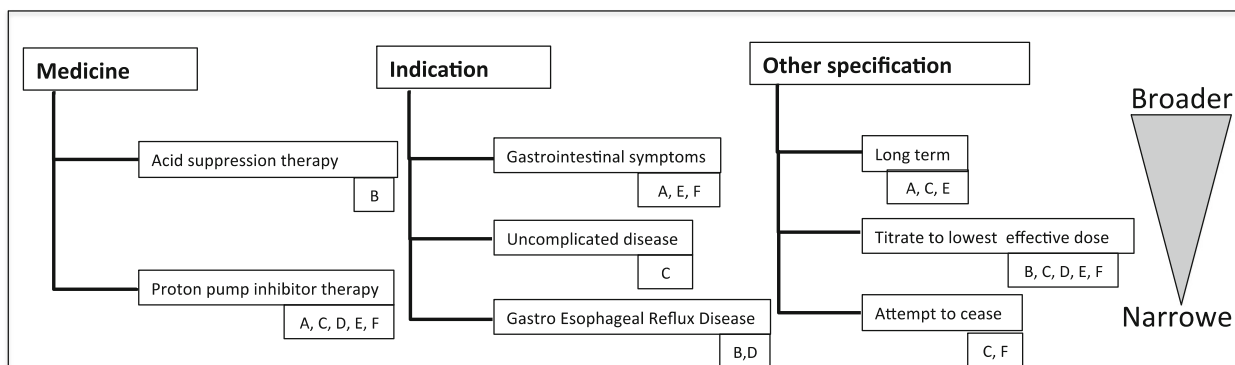 Medicine
Acid suppression therapy
B
Proton pump inhibitor therapy
A, C, D, E, F
Indication
Gastrointestinal symptoms
A, E, F
Uncomplicated disease
C
Gastro Esophageal Reflux Disease
B,D
Other specification
Long term
A, C, E
Titrate to lowest effective dose
B, C, D, E, F
Attempt to cease
C, F
Broader
Narrowe